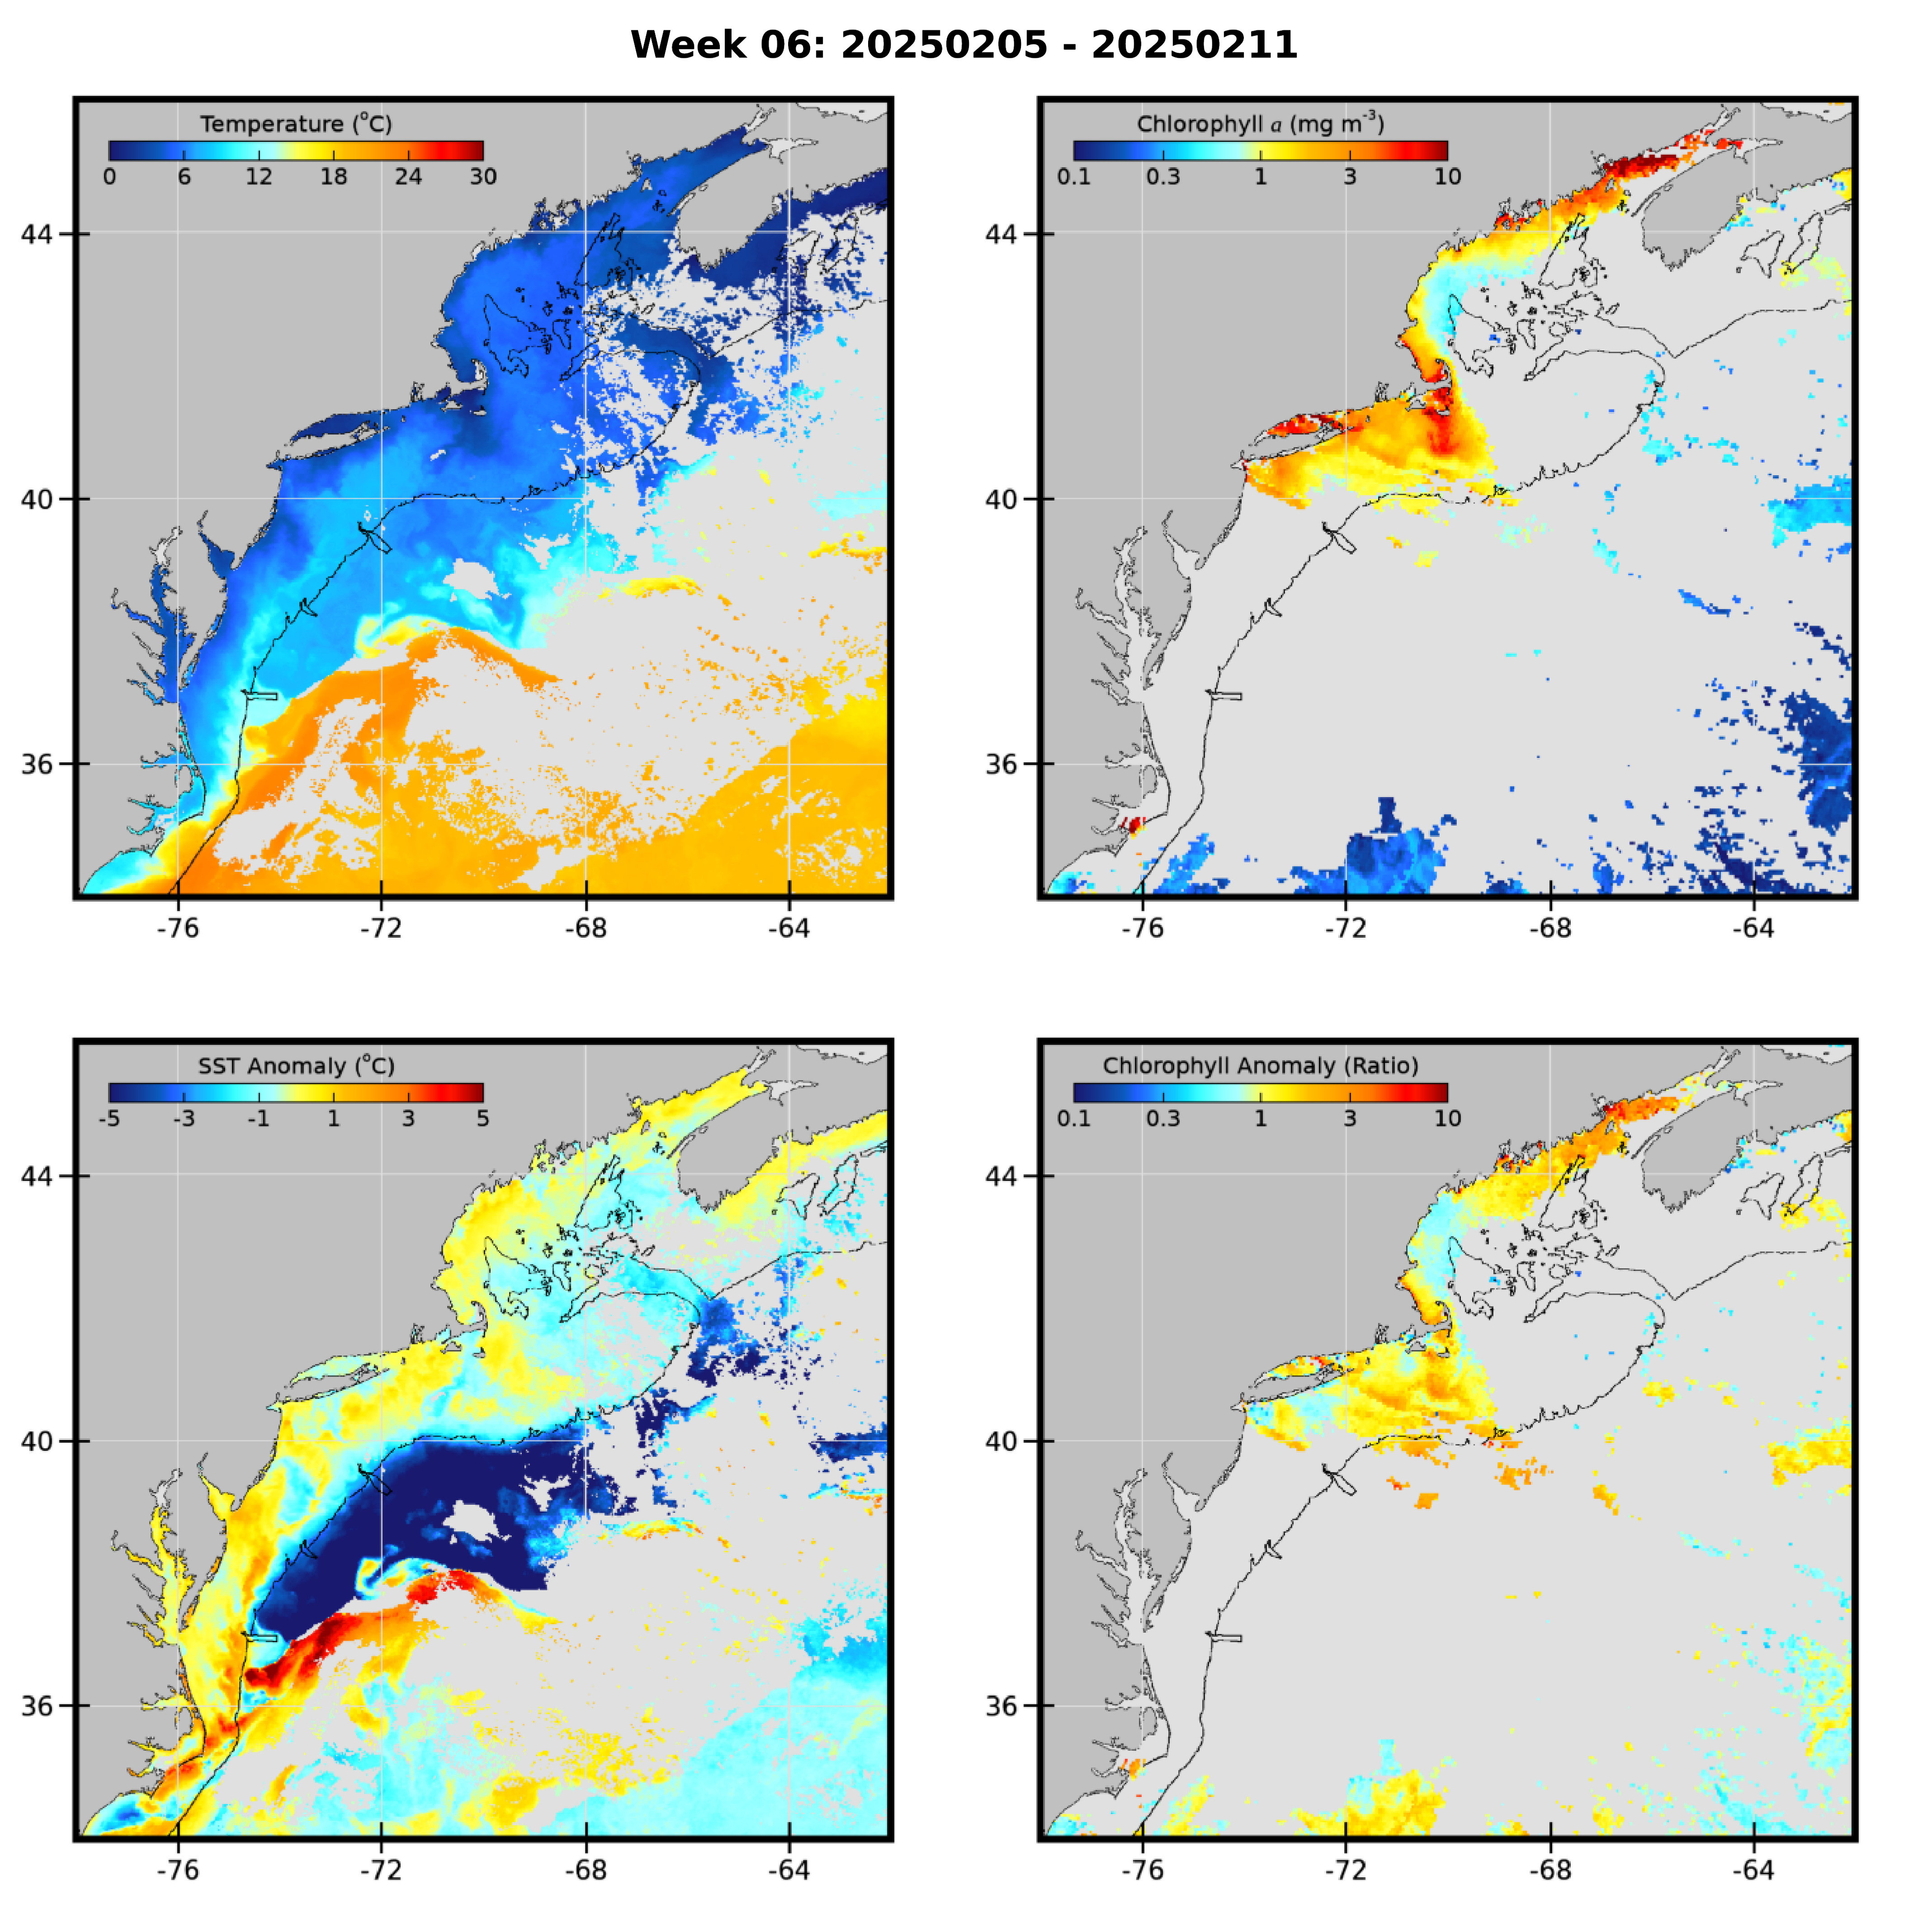 Week 06: 20250205 - 20250211
Temperature (°C)
0 6 12 18 24 30
44
40
36
-76 -72 -68 -64
Chlorophyll a (mg m⁻³)
0.1 0.3 1 3 10
44
40
36
-76 -72 -68 -64
SST Anomaly (°C)
-5 -3 -1 1 3 5
44
40
36
-76 -72 -68 -64
Chlorophyll Anomaly (Ratio)
0.1 0.3 1 3 10
44
40
36
-76 -72 -68 -64